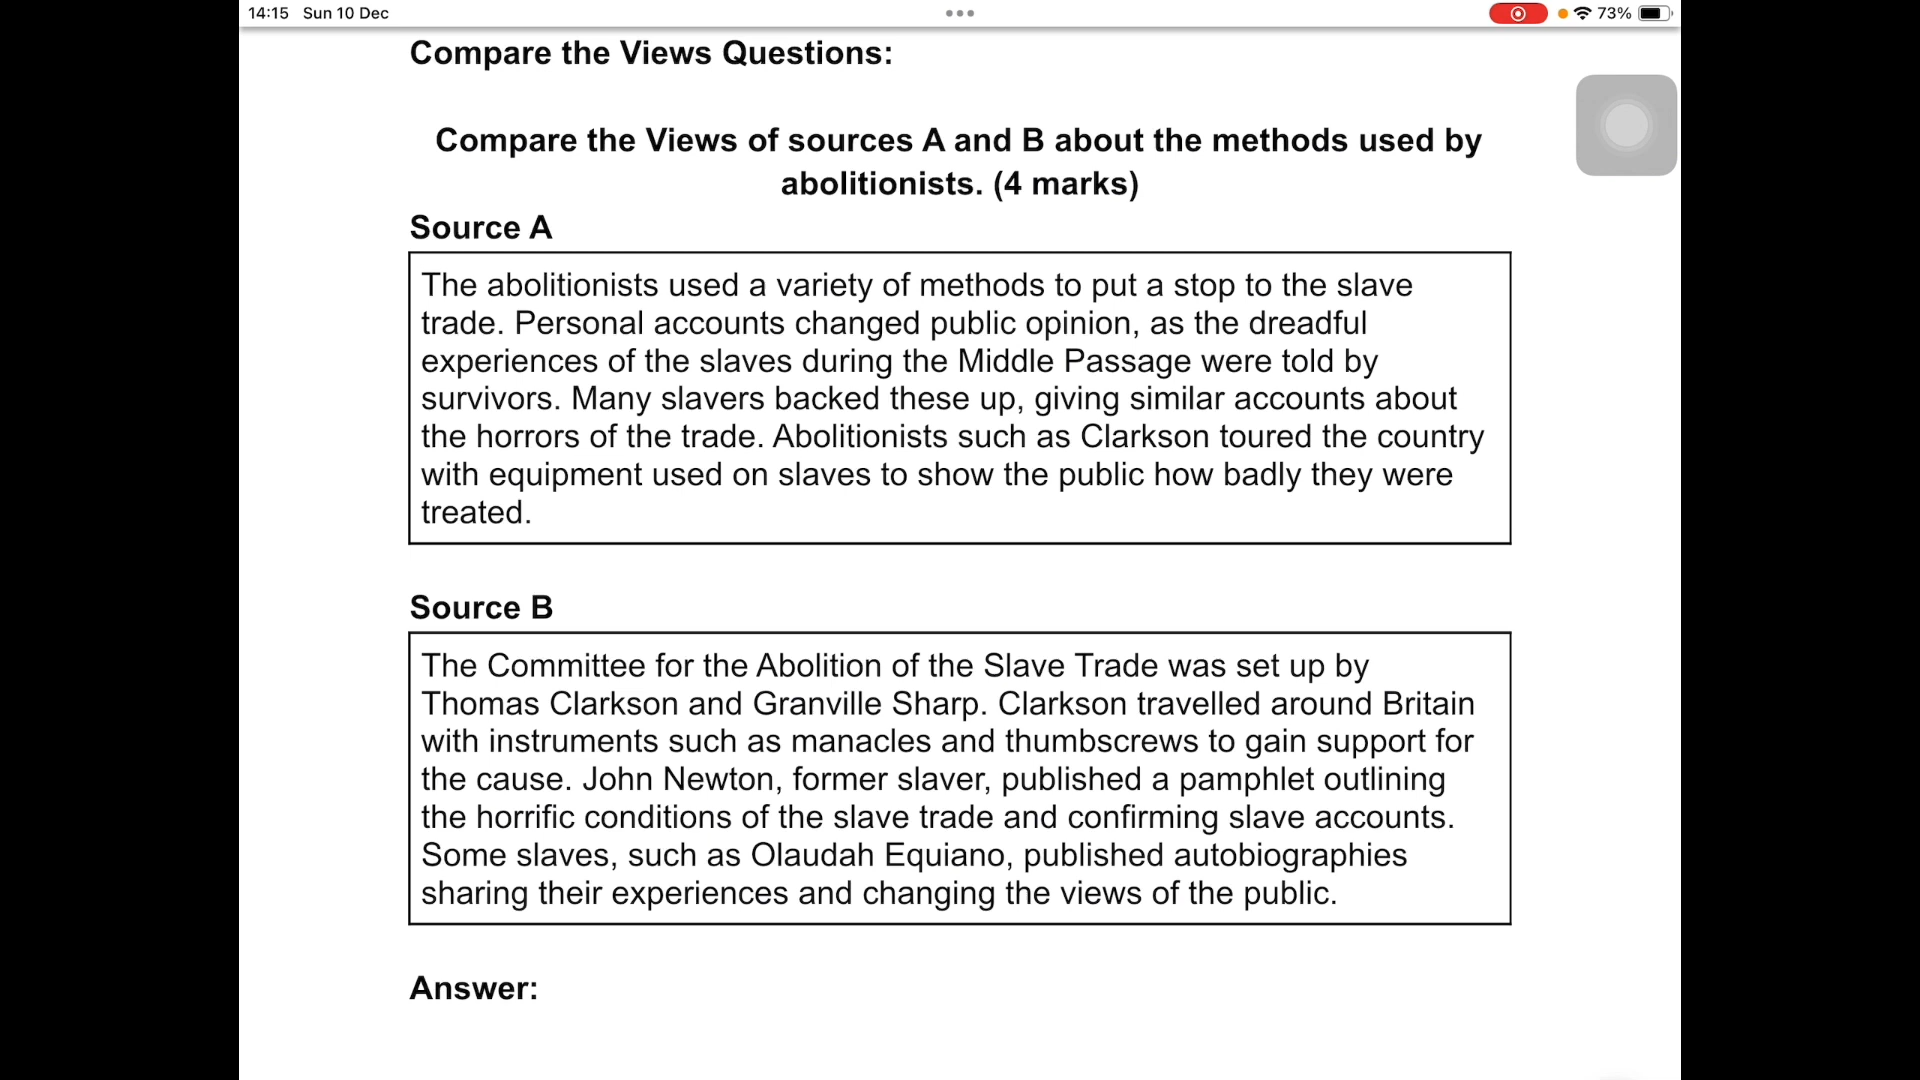 14:15 Sun 10 Dec
73%
Compare the Views Questions:
Compare the Views of sources A and B about the methods used by
abolitionists. (4 marks)
Source A
The abolitionists used a variety of methods to put a stop to the slave
trade. Personal accounts changed public opinion, as the dreadful
experiences of the slaves during the Middle Passage were told by
survivors. Many slavers backed these up, giving similar accounts about
the horrors of the trade. Abolitionists such as Clarkson toured the country
with equipment used on slaves to show the public how badly they were
treated.
Source B
The Committee for the Abolition of the Slave Trade was set up by
Thomas Clarkson and Granville Sharp. Clarkson travelled around Britain
with instruments such as manacles and thumbscrews to gain support for
the cause. John Newton, former slaver, published a pamphlet outlining
the horrific conditions of the slave trade and confirming slave accounts.
Some slaves, such as Olaudah Equiano, published autobiographies
sharing their experiences and changing the views of the public.
Answer: